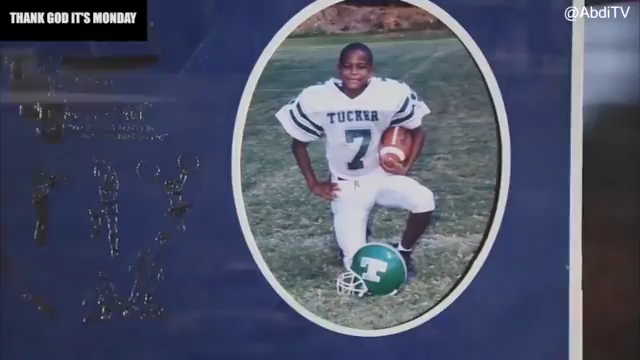 THANK GOD IT'S MONDAY
@AbdiTV
TUCKER
7
T